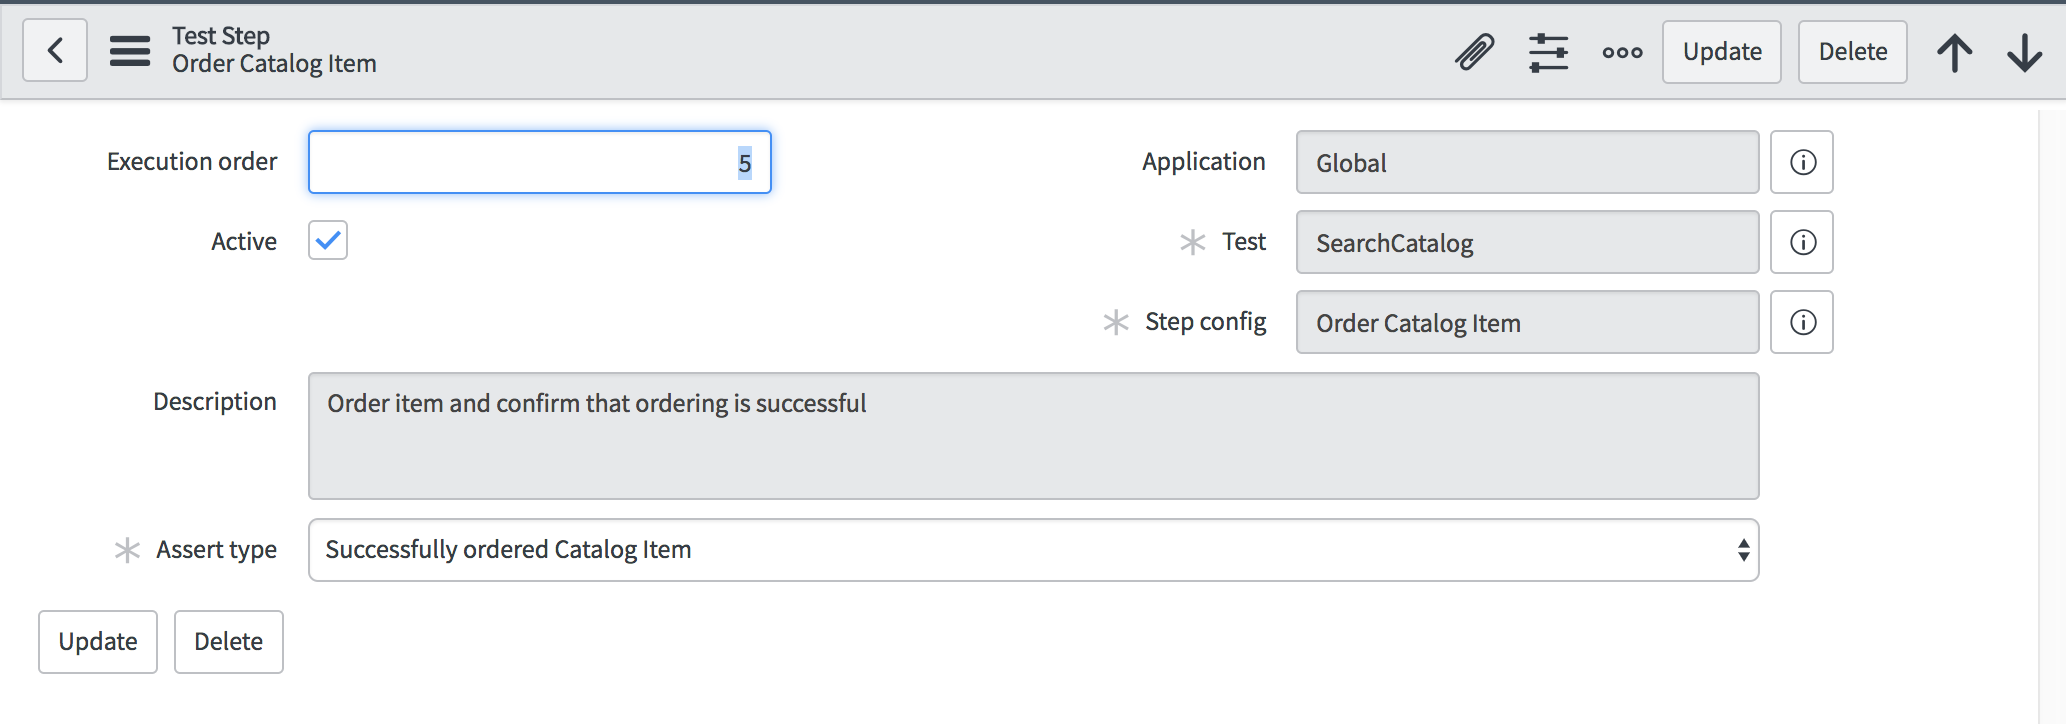 Test Step
Order Catalog Item
Update
Delete
Execution order
5
Application
Global
Active
Test
SearchCatalog
Step config
Order Catalog Item
Description
Order item and confirm that ordering is successful
Assert type
Successfully ordered Catalog Item
Update
Delete